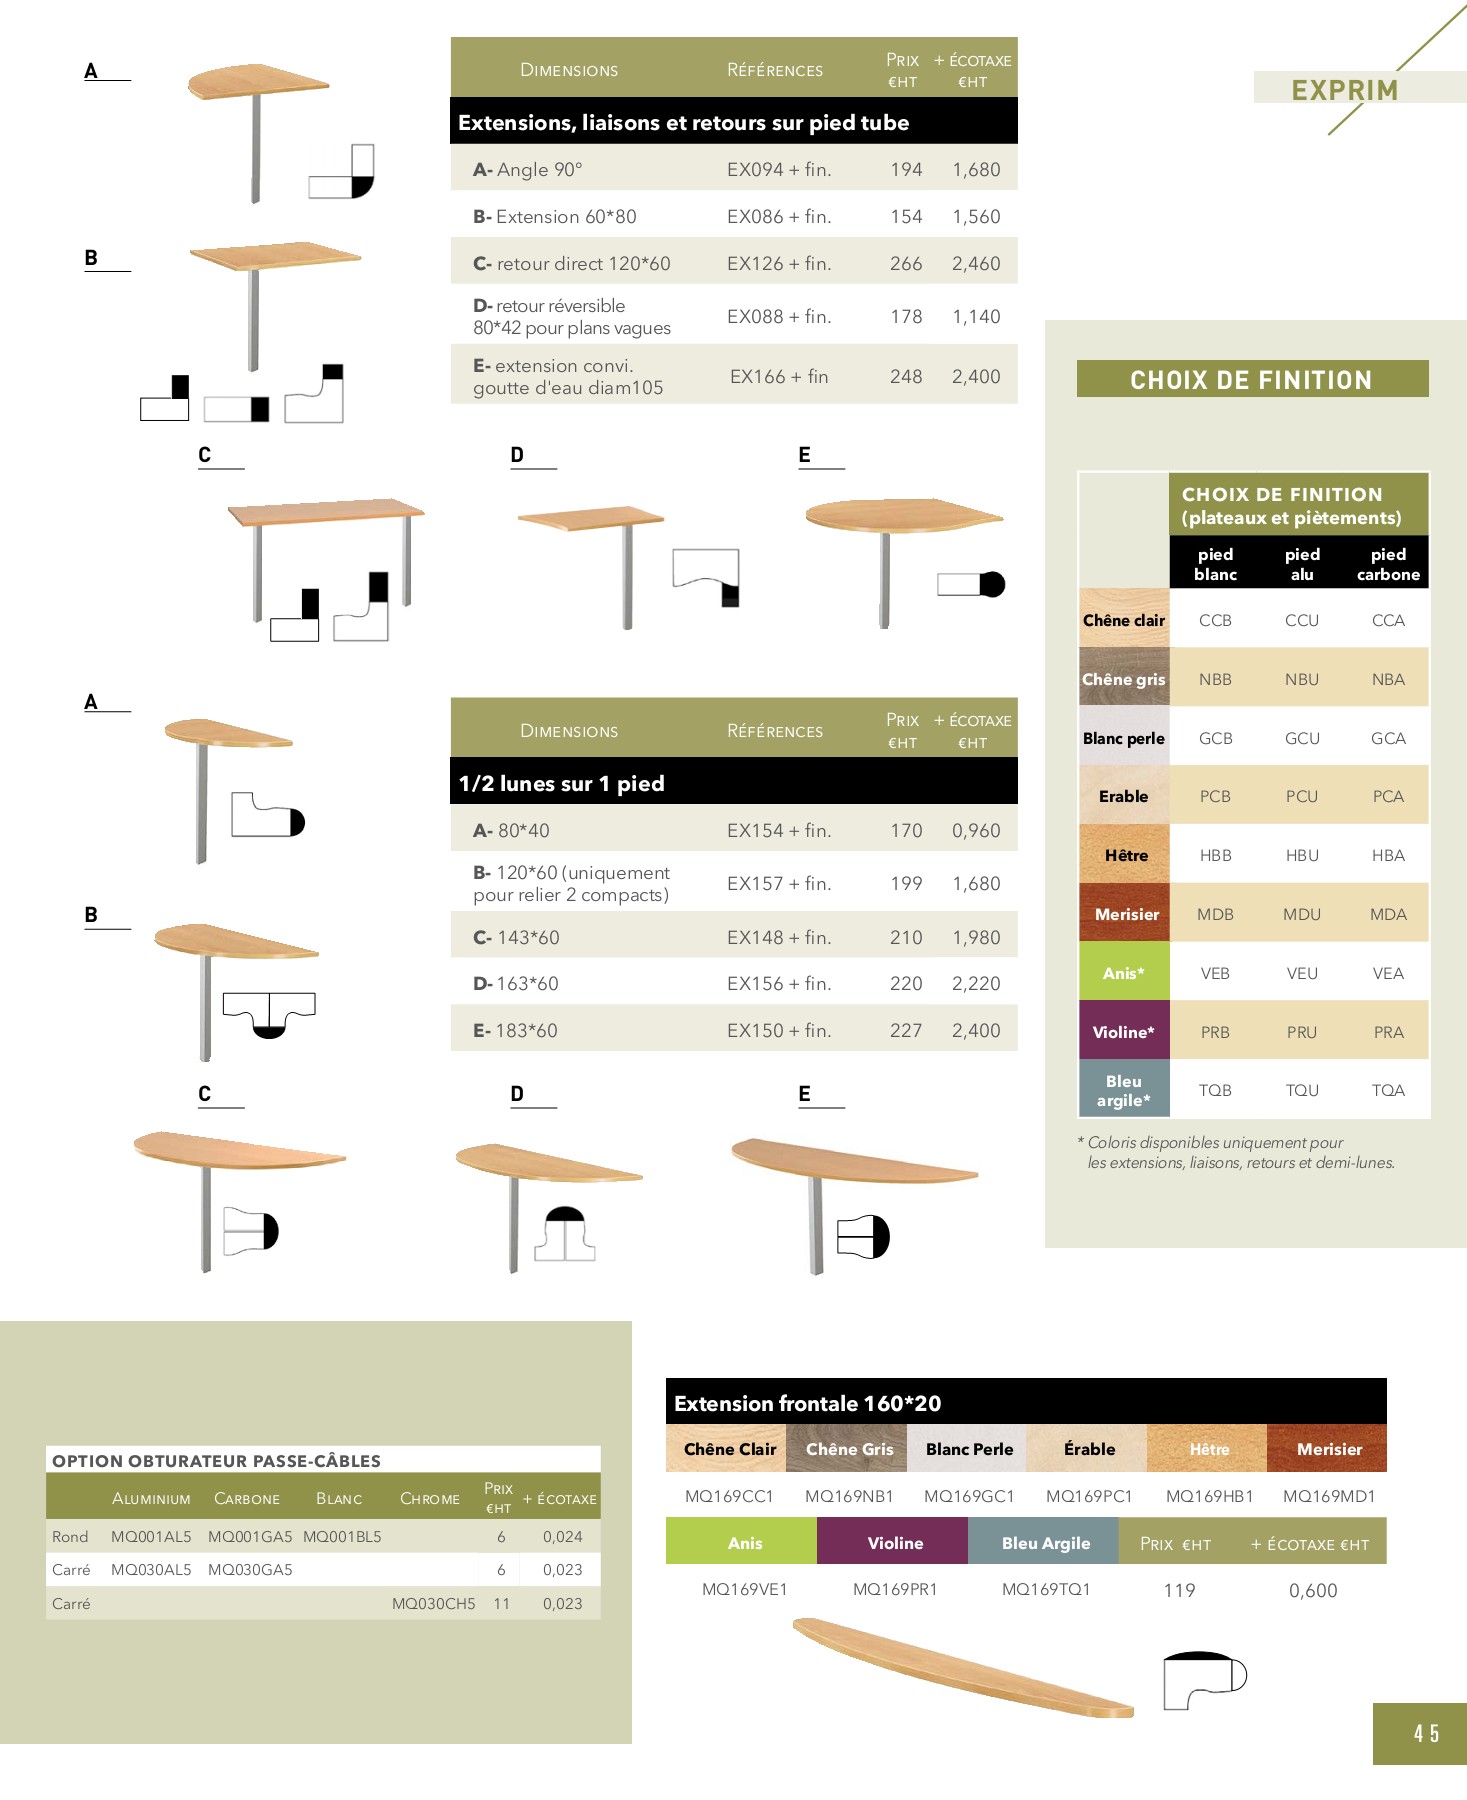 EXPRIM
A
B
DIMENSIONS RÉFÉRENCES PRIX €HT + ÉCOTAXE €HT
Extensions, liaisons et retours sur pied tube
A- Angle 90° EX094 + fin. 194 1,680
B- Extension 60*80 EX086 + fin. 154 1,560
C- retour direct 120*60 EX126 + fin. 266 2,460
D- retour réversible
80*42 pour plans vagues EX088 + fin. 178 1,140
E- extension convi.
goutte d'eau diam105 EX166 + fin 248 2,400
C D E
A
B
DIMENSIONS RÉFÉRENCES PRIX €HT + ÉCOTAXE €HT
1/2 lunes sur 1 pied
A- 80*40 EX154 + fin. 170 0,960
B- 120*60 (uniquement
pour relier 2 compacts) EX157 + fin. 199 1,680
C- 143*60 EX148 + fin. 210 1,980
D- 163*60 EX156 + fin. 220 2,220
E- 183*60 EX150 + fin. 227 2,400
C D E
CHOIX DE FINITION
CHOIX DE FINITION
(plateaux et piètements)
pied blanc pied alu pied carbone
Chêne clair CCB CCU CCA
Chêne gris NBB NBU NBA
Blanc perle GCB GCU GCA
Erable PCB PCU PCA
Hêtre HBB HBU HBA
Merisier MDB MDU MDA
Anis* VEB VEU VEA
Violine* PRB PRU PRA
Bleu argile* TQB TQU TQA
* Coloris disponibles uniquement pour
les extensions, liaisons, retours et demi-lunes.
OPTION OBTURATEUR PASSE-CÂBLES
ALUMINIUM CARBONE BLANC CHROME PRIX €HT + ÉCOTAXE
Rond MQ001AL5 MQ001GA5 MQ001BL5 6 0,024
Carré MQ030AL5 MQ030GA5 6 0,023
Carré MQ030CH5 11 0,023
Extension frontale 160*20
Chêne Clair Chêne Gris Blanc Perle Érable Hêtre Merisier
MQ169CC1 MQ169NB1 MQ169GC1 MQ169PC1 MQ169HB1 MQ169MD1
Anis Violine Bleu Argile PRIX €HT + ÉCOTAXE €HT
MQ169VE1 MQ169PR1 MQ169TQ1 119 0,600
45